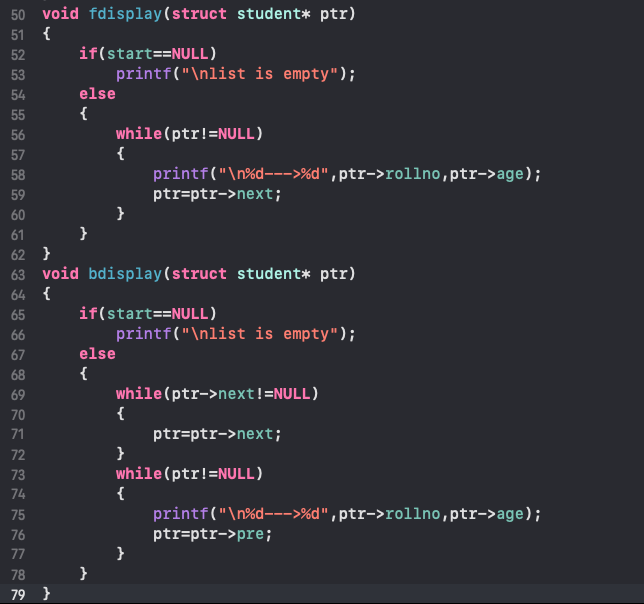 50 void fdisplay(struct student* ptr)
51 {
52     if(start==NULL)
53         printf("\nlist is empty");
54     else
55     {
56         while(ptr!=NULL)
57         {
58             printf("\n%d--->%d",ptr->rollno,ptr->age);
59             ptr=ptr->next;
60         }
61     }
62 }
63 void bdisplay(struct student* ptr)
64 {
65     if(start==NULL)
66         printf("\nlist is empty");
67     else
68     {
69         while(ptr->next!=NULL)
70         {
71             ptr=ptr->next;
72         }
73         while(ptr!=NULL)
74         {
75             printf("\n%d--->%d",ptr->rollno,ptr->age);
76             ptr=ptr->pre;
77         }
78     }
79 }